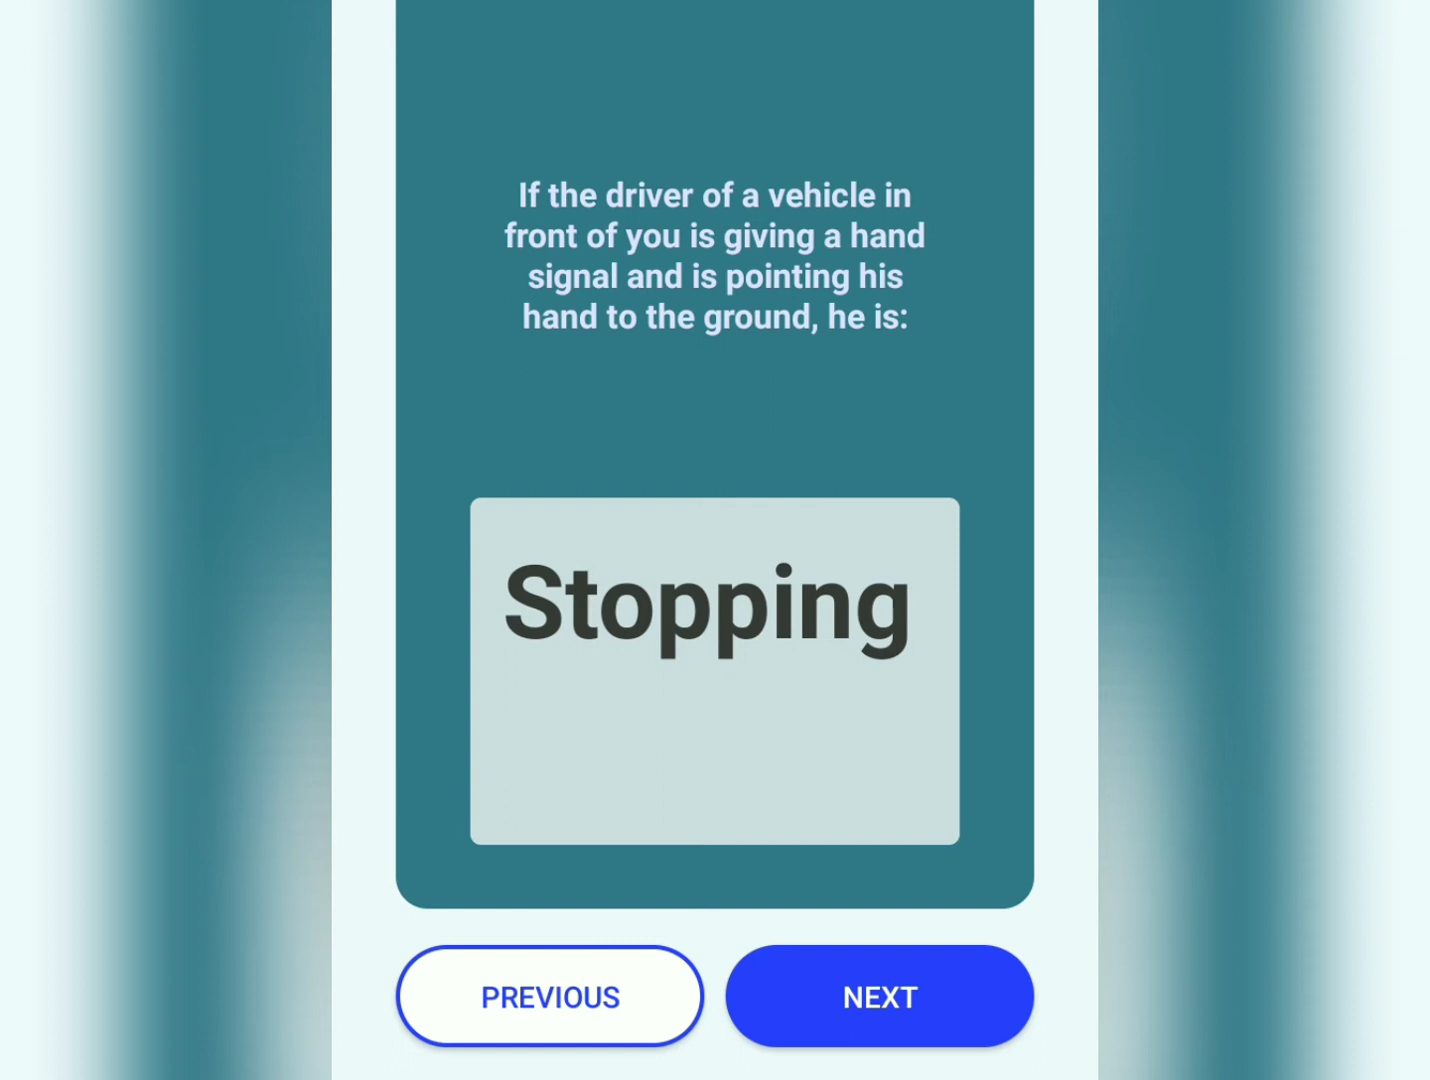 If the driver of a vehicle in
front of you is giving a hand
signal and is pointing his
hand to the ground, he is:
Stopping
PREVIOUS
NEXT